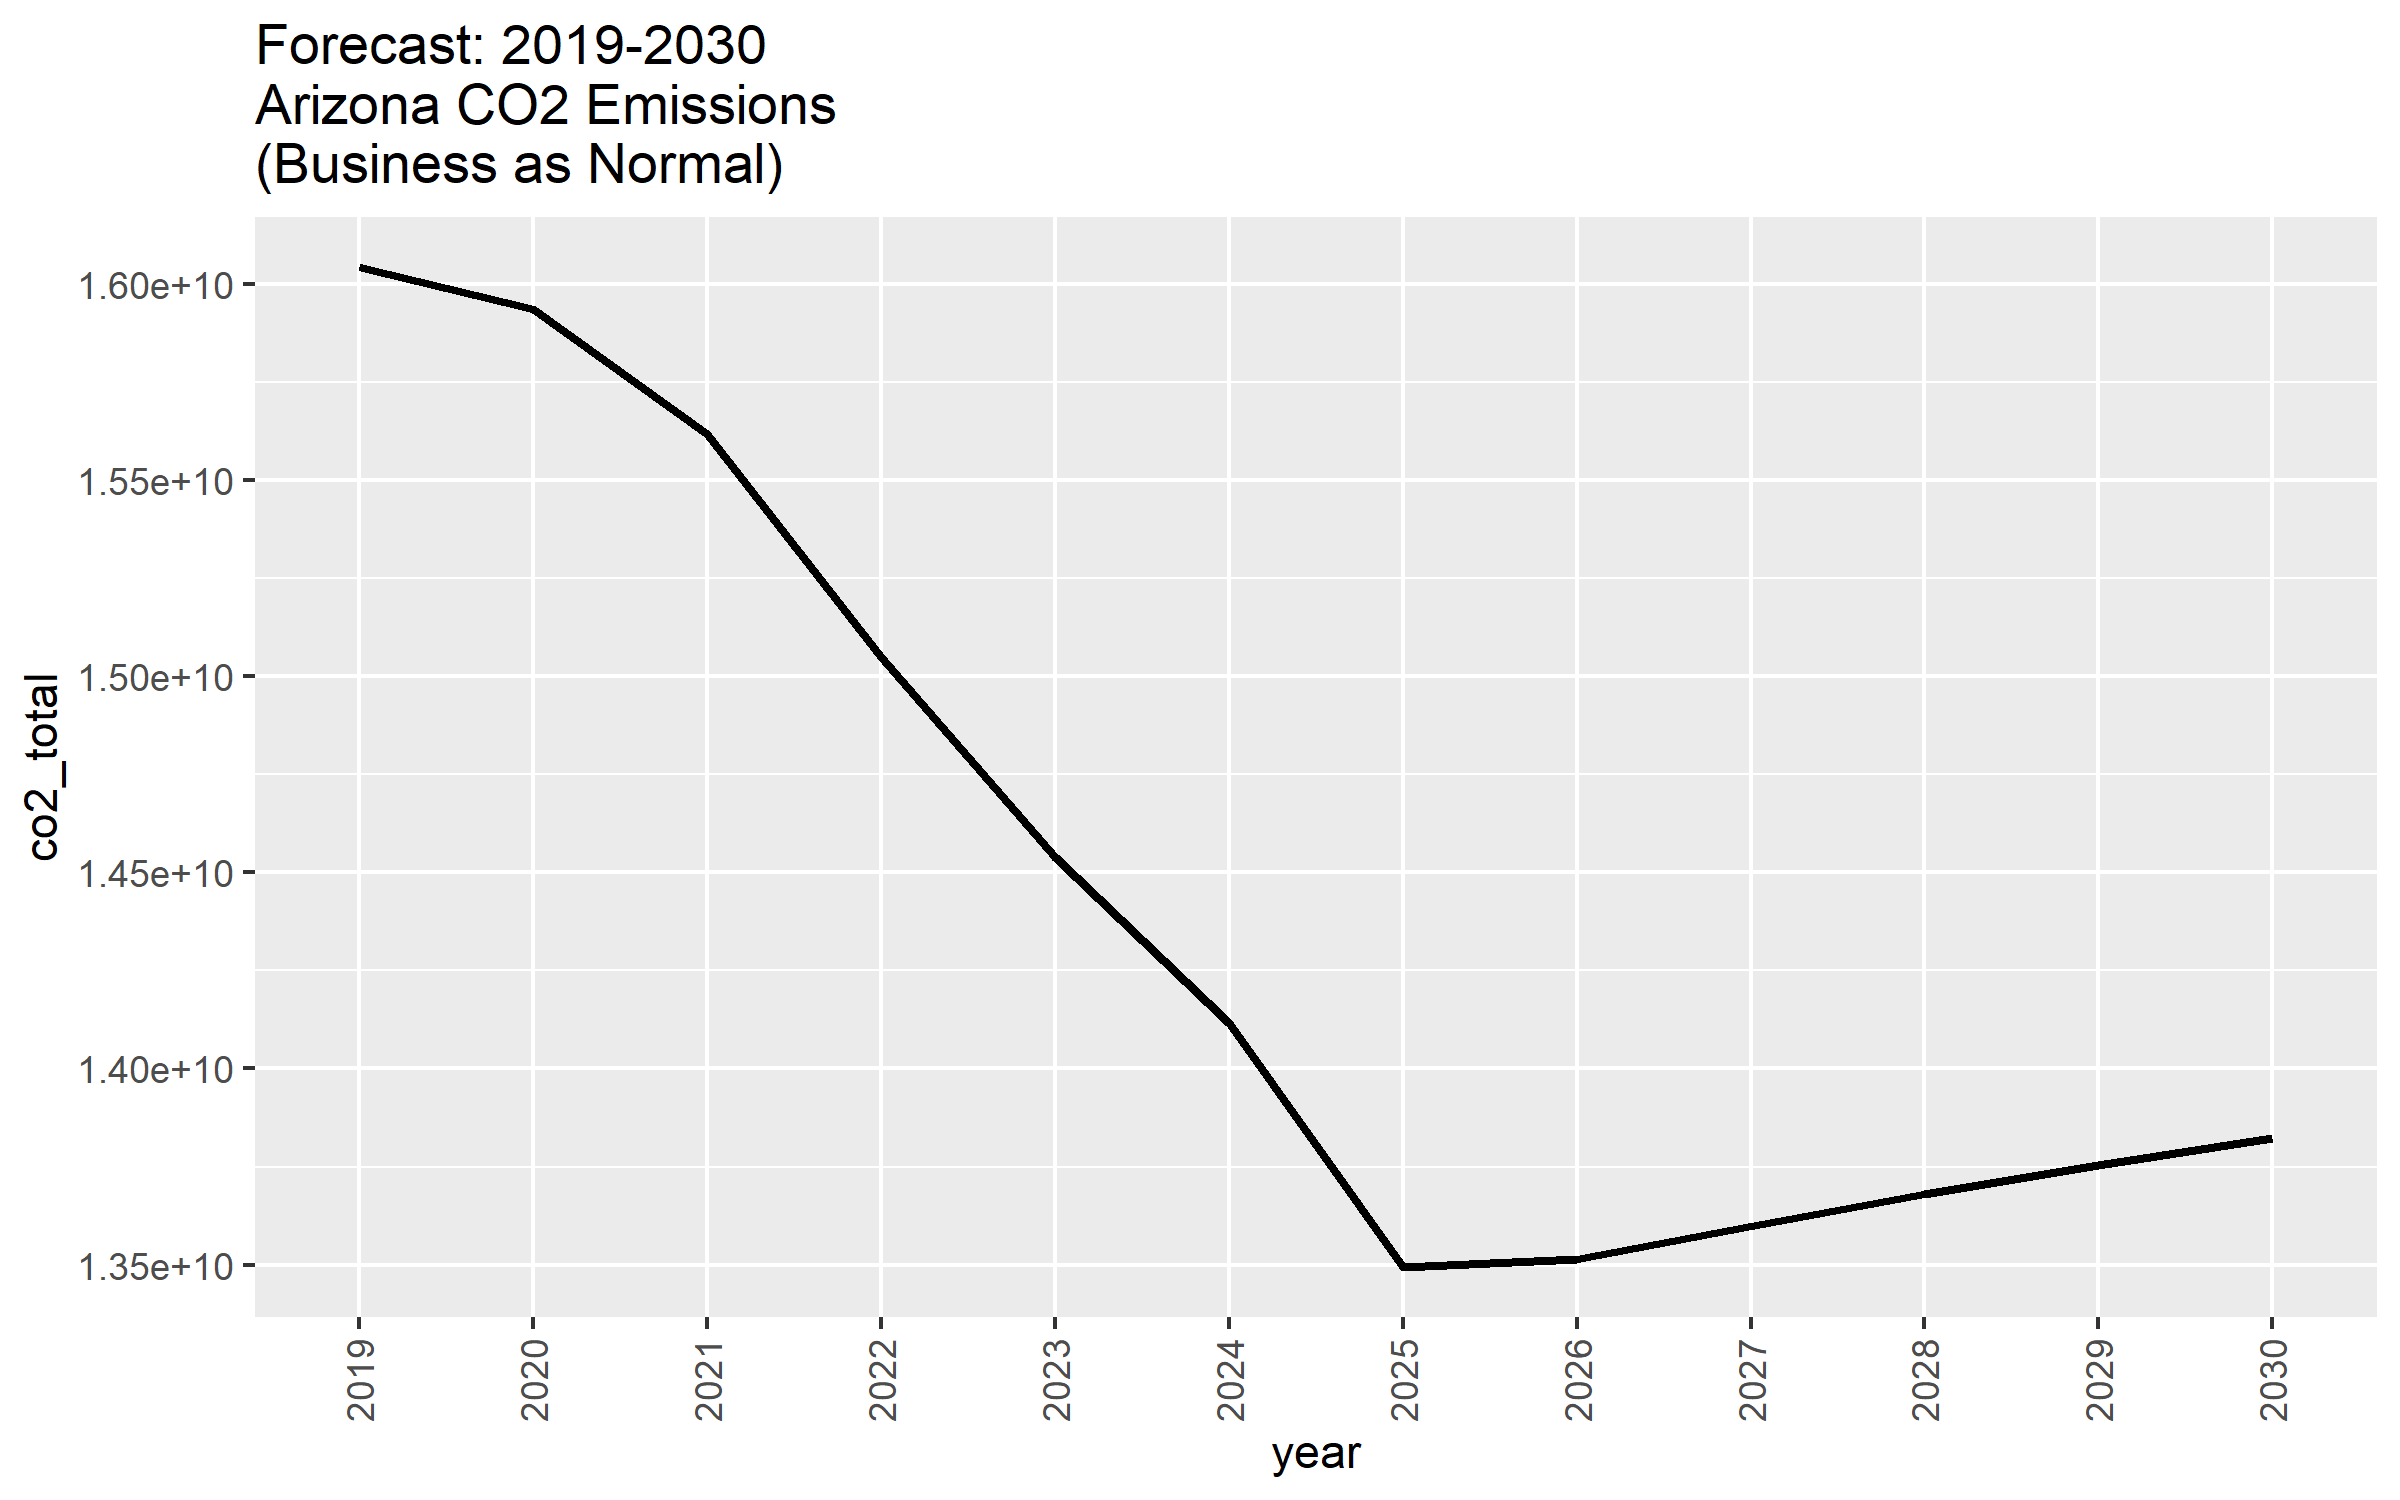 Forecast: 2019-2030
Arizona CO2 Emissions
(Business as Normal)
1.60e+10
1.55e+10
1.50e+10
1.45e+10
1.40e+10
1.35e+10
co2_total
2019
2020
2021
2022
2023
2024
2025
2026
2027
2028
2029
2030
year